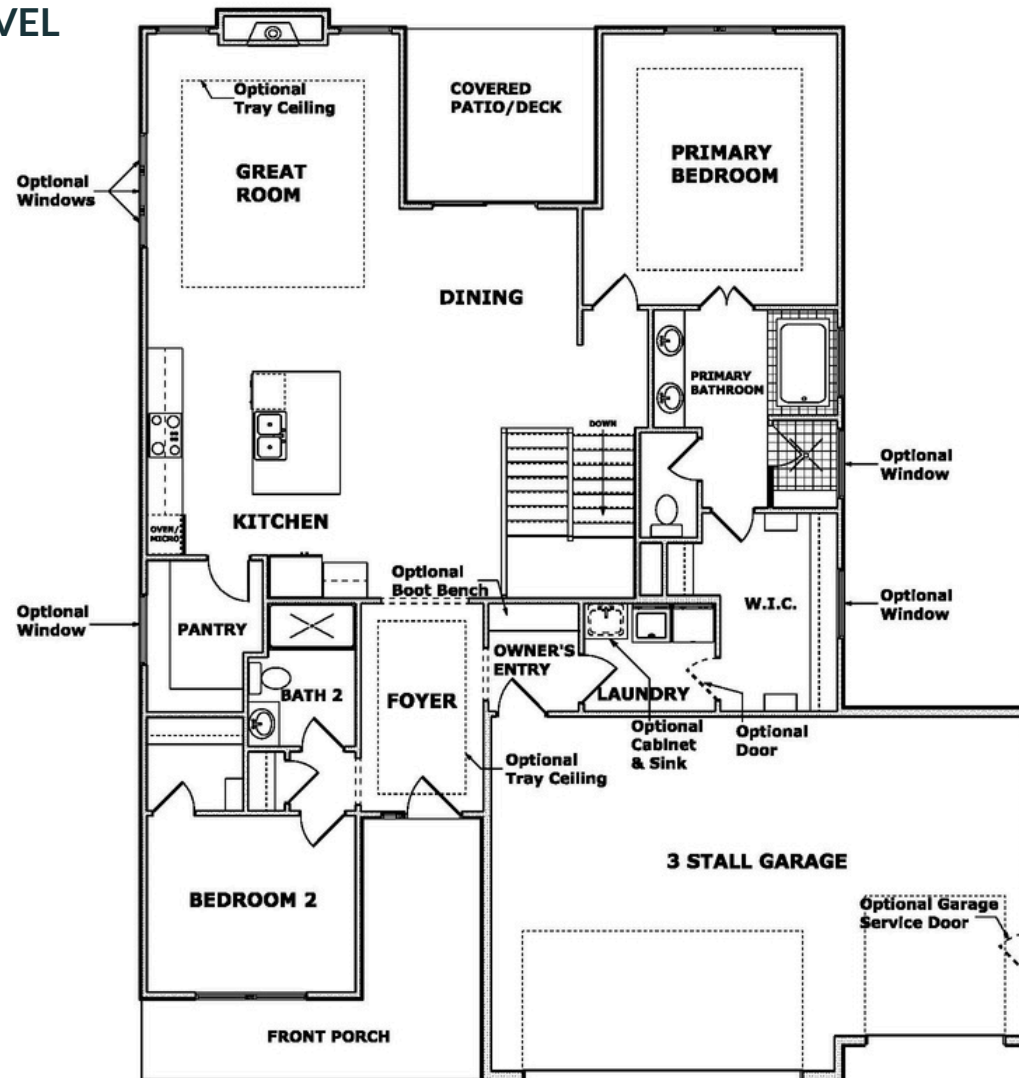 VEL
Optional
Tray Ceiling
COVERED
PATIO/DECK
PRIMARY
BEDROOM
GREAT
ROOM
Optional
Windows
DINING
PRIMARY
BATHROOM
DOWN
Optional
Window
OVEN/
MICRO
KITCHEN
Optional
Boot Bench
Optional
Window
W.I.C.
Optional
Window
PANTRY
OWNER'S
ENTRY
BATH 2
FOYER
LAUNDRY
Optional
Cabinet
& Sink
Optional
Door
Optional
Tray Ceiling
3 STALL GARAGE
BEDROOM 2
Optional Garage
Service Door
FRONT PORCH